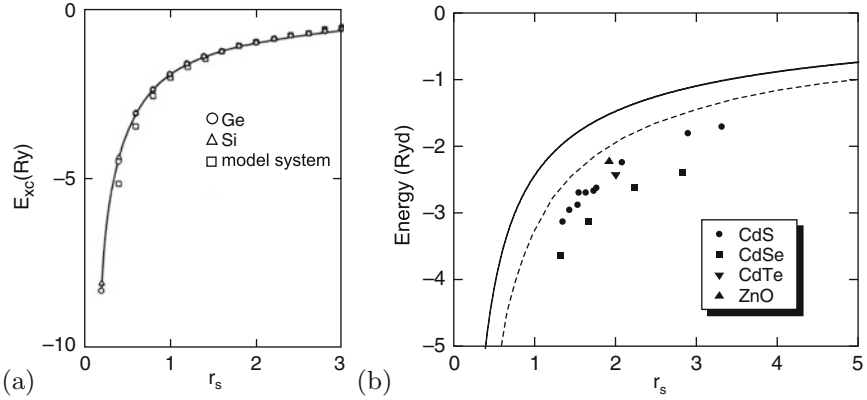 0
−5
−10
E_xc(Ry)
Ge
Si
model system
0 1 2 3
r_s
(a)
0
−1
−2
−3
−4
−5
Energy (Ryd)
CdS
CdSe
CdTe
ZnO
0 1 2 3 4 5
r_s
(b)